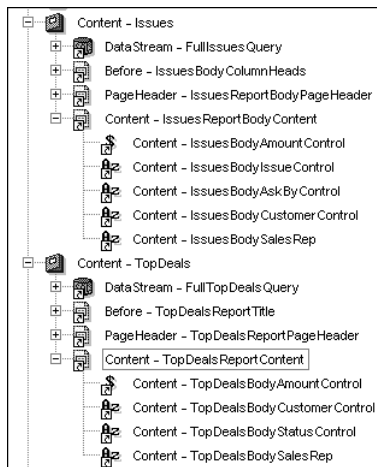 Content - Issues
DataStream - FullIssuesQuery
Before - IssuesBodyColumnHeads
PageHeader - IssuesReportBodyPageHeader
Content - IssuesReportBodyContent
Content - IssuesBodyAmountControl
Content - IssuesBodyIssueControl
Content - IssuesBodyAskByControl
Content - IssuesBodyCustomerControl
Content - IssuesBodySalesRep
Content - TopDeals
DataStream - FullTopDealsQuery
Before - TopDealsReportTitle
PageHeader - TopDealsReportPageHeader
Content - TopDealsReportContent
Content - TopDealsBodyAmountControl
Content - TopDealsBodyCustomerControl
Content - TopDealsBodyStatusControl
Content - TopDealsBodySalesRep